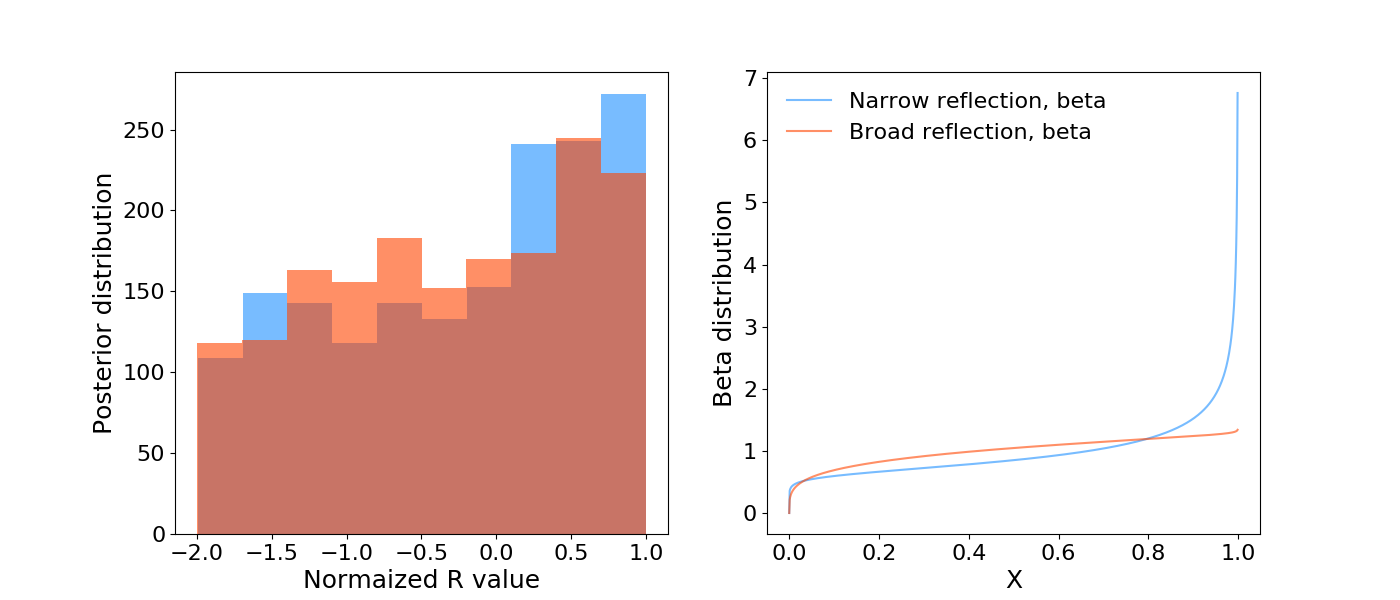 Posterior distribution
250
200
150
100
50
0
−2.0 −1.5 −1.0 −0.5 0.0 0.5 1.0
Normaized R value
Beta distribution
7
6
5
4
3
2
1
0
Narrow reflection, beta
Broad reflection, beta
0.0 0.2 0.4 0.6 0.8 1.0
X